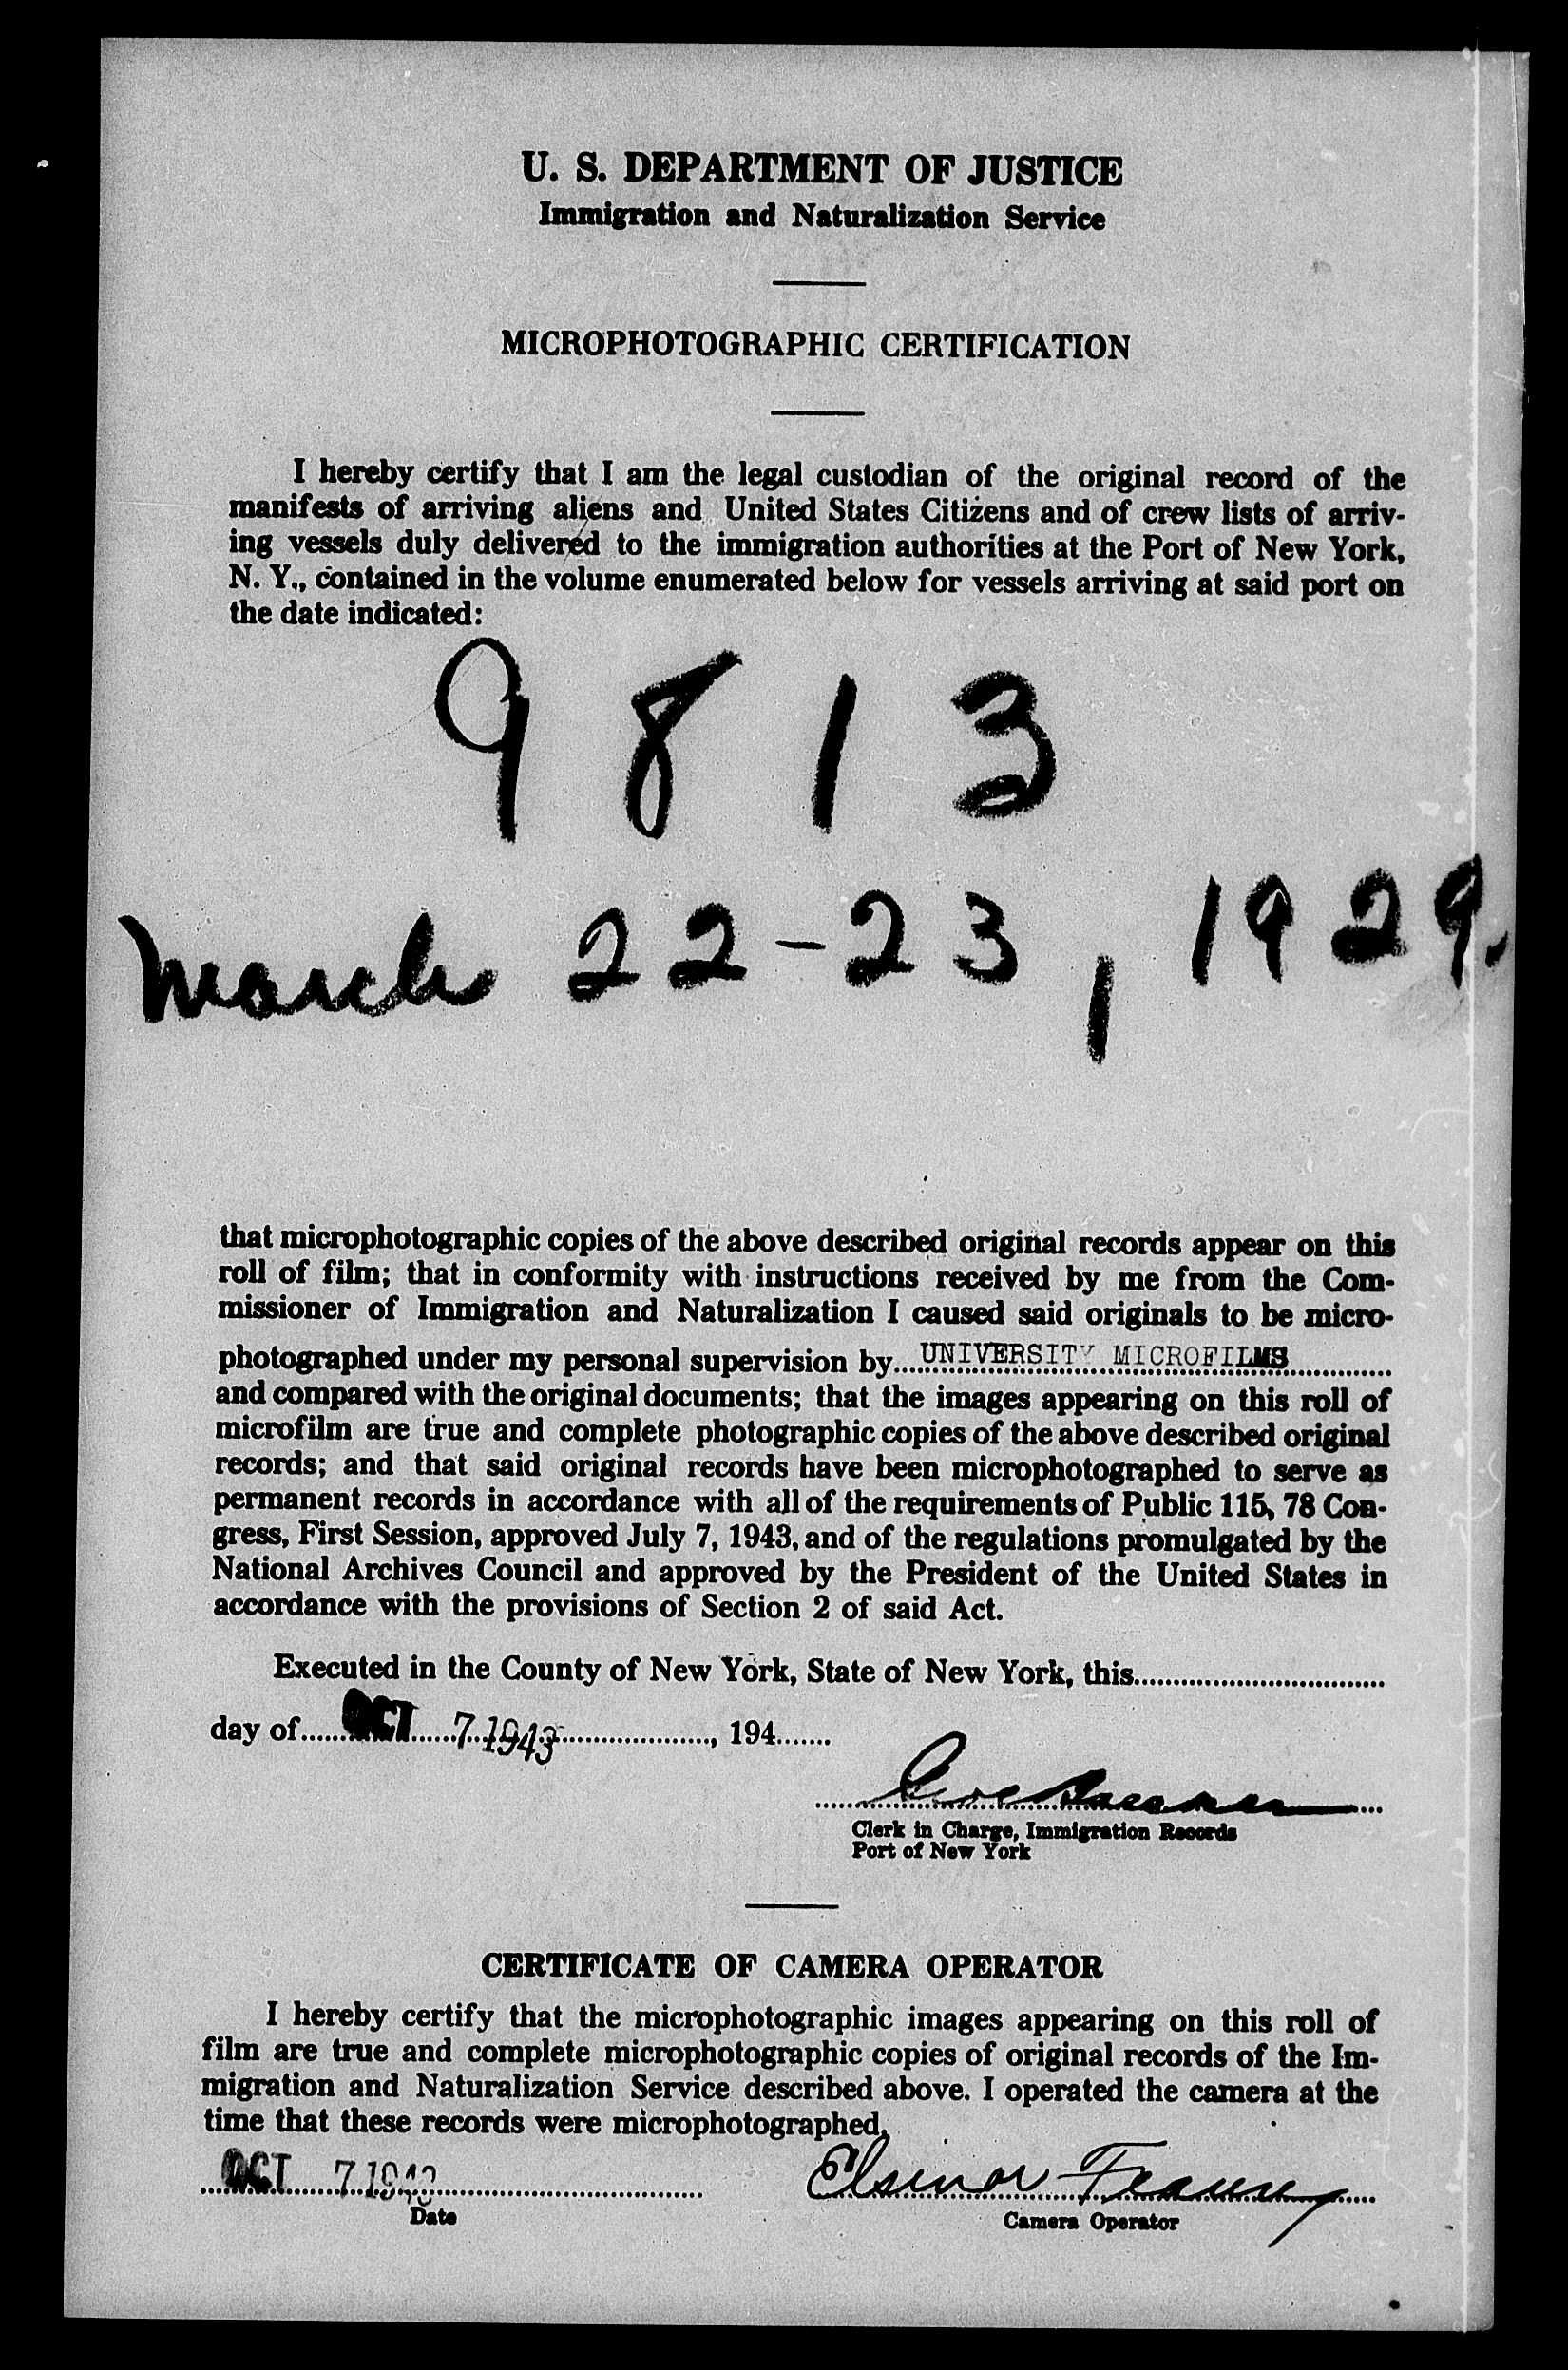 U. S. DEPARTMENT OF JUSTICE
Immigration and Naturalization Service
MICROPHOTOGRAPHIC CERTIFICATION
I hereby certify that I am the legal custodian of the original record of the
manifests of arriving aliens and United States Citizens and of crew lists of arriv-
ing vessels duly delivered to the immigration authorities at the Port of New York,
N. Y., contained in the volume enumerated below for vessels arriving at said port on
the date indicated:
9813
March 22-23, 1929.
that microphotographic copies of the above described original records appear on this
roll of film; that in conformity with instructions received by me from the Com-
missioner of Immigration and Naturalization I caused said originals to be micro-
photographed under my personal supervision by....UNIVERSITY MICROFILMS............
and compared with the original documents; that the images appearing on this roll of
microfilm are true and complete photographic copies of the above described original
records; and that said original records have been microphotographed to serve as
permanent records in accordance with all of the requirements of Public 115, 78 Con-
gress, First Session, approved July 7, 1943, and of the regulations promulgated by the
National Archives Council and approved by the President of the United States in
accordance with the provisions of Section 2 of said Act.
Executed in the County of New York, State of New York, this................................
day of......OCT......7.1943...................., 194.......
Clerk in Charge, Immigration Records
Port of New York
CERTIFICATE OF CAMERA OPERATOR
I hereby certify that the microphotographic images appearing on this roll of
film are true and complete microphotographic copies of original records of the Im-
migration and Naturalization Service described above. I operated the camera at the
time that these records were microphotographed.
OCT 7 1943
Date
Camera Operator